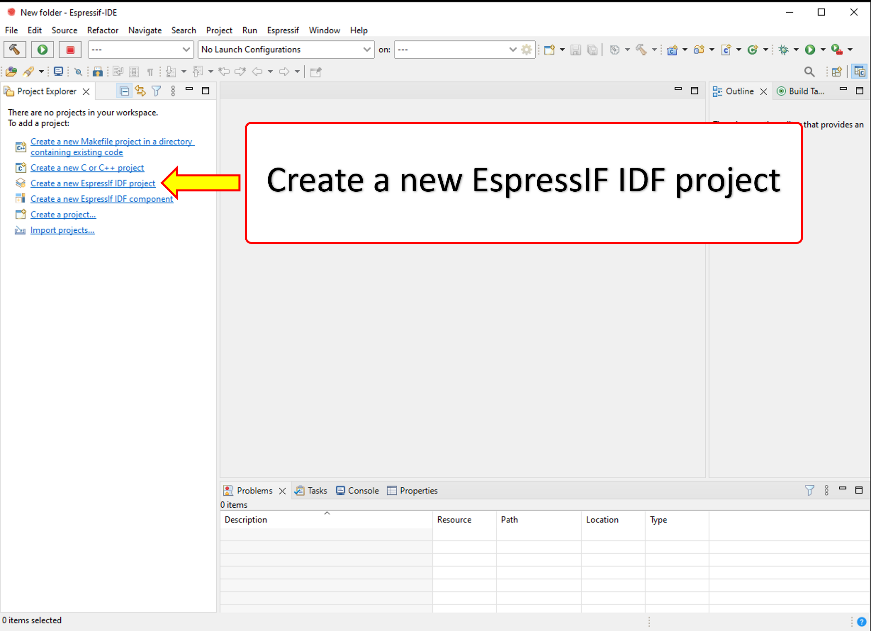 New folder - Espressif-IDE
File Edit Source Refactor Navigate Search Project Run Espressif Window Help
--- No Launch Configurations on: ---
Project Explorer
There are no projects in your workspace.
To add a project:
Create a new Makefile project in a directory
containing existing code
Create a new C or C++ project
Create a new Espressif IDF project
Create a new Espressif IDF component
Create a project...
Import projects...
Create a new EspressIF IDF project
Outline Build Ta...
that provides an
Problems Tasks Console Properties
0 items
Description Resource Path Location Type
0 items selected